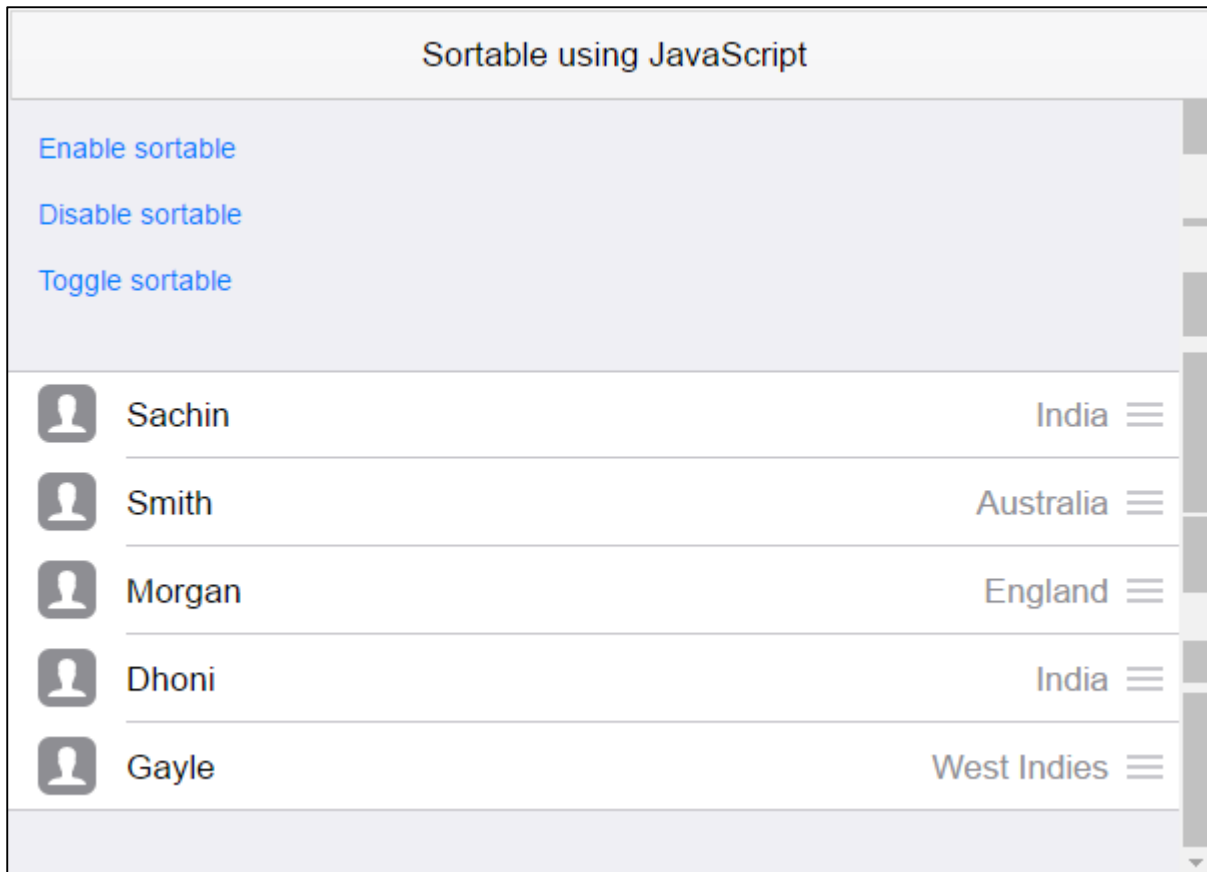 Sortable using JavaScript
Enable sortable
Disable sortable
Toggle sortable
Sachin India
Smith Australia
Morgan England
Dhoni India
Gayle West Indies